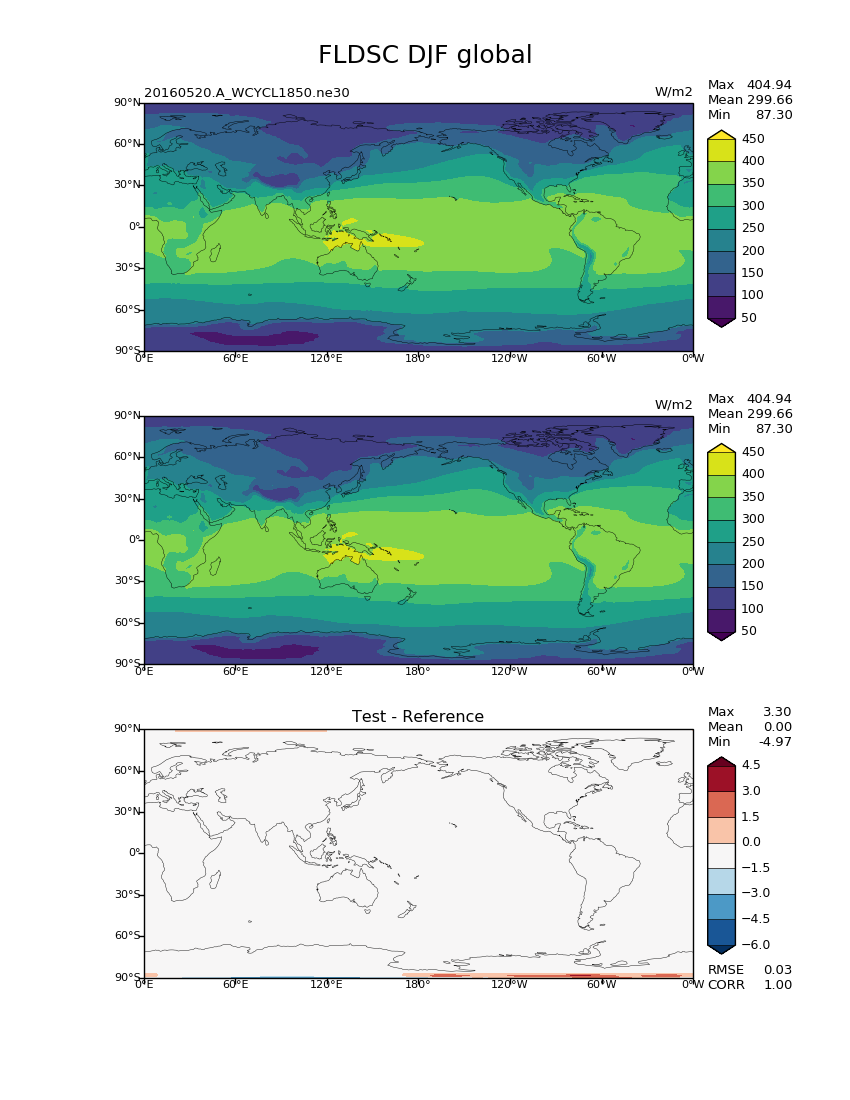 FLDSC DJF global
20160520.A_WCYCL1850.ne30
W/m2
Max 404.94
Mean 299.66
Min 87.30
90°N
60°N
30°N
0°
30°S
60°S
90°S
0°E 60°E 120°E 180° 120°W 60°W 0°W
450
400
350
300
250
200
150
100
50
W/m2
Max 404.94
Mean 299.66
Min 87.30
90°N
60°N
30°N
0°
30°S
60°S
90°S
0°E 60°E 120°E 180° 120°W 60°W 0°W
450
400
350
300
250
200
150
100
50
Test - Reference
Max 3.30
Mean 0.00
Min -4.97
90°N
60°N
30°N
0°
30°S
60°S
90°S
0°E 60°E 120°E 180° 120°W 60°W 0°W
4.5
3.0
1.5
0.0
−1.5
−3.0
−4.5
−6.0
RMSE 0.03
CORR 1.00